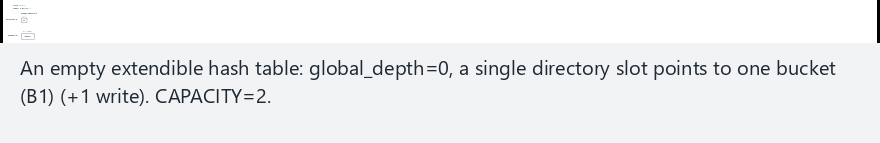 An empty extendible hash table: global_depth=0, a single directory slot points to one bucket
(B1) (+1 write). CAPACITY=2.